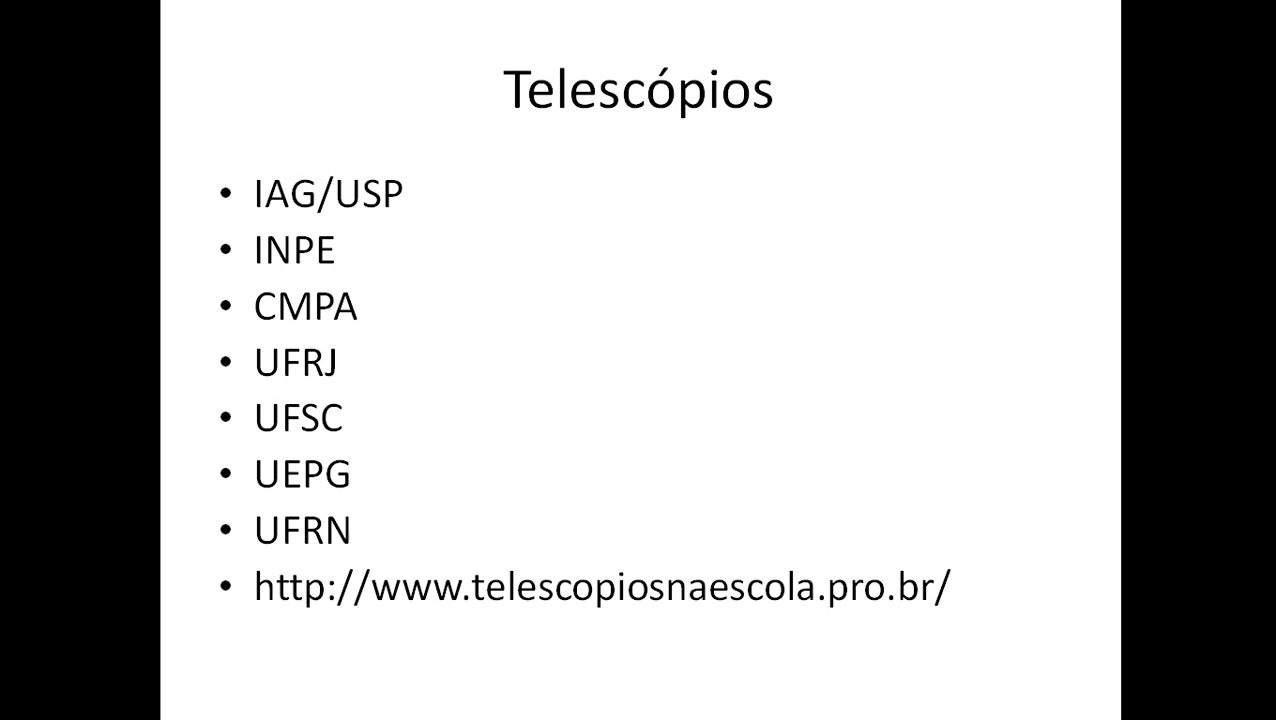 Telescópios
• IAG/USP
• INPE
• CMPA
• UFRJ
• UFSC
• UEPG
• UFRN
• http://www.telescopiosnaescola.pro.br/